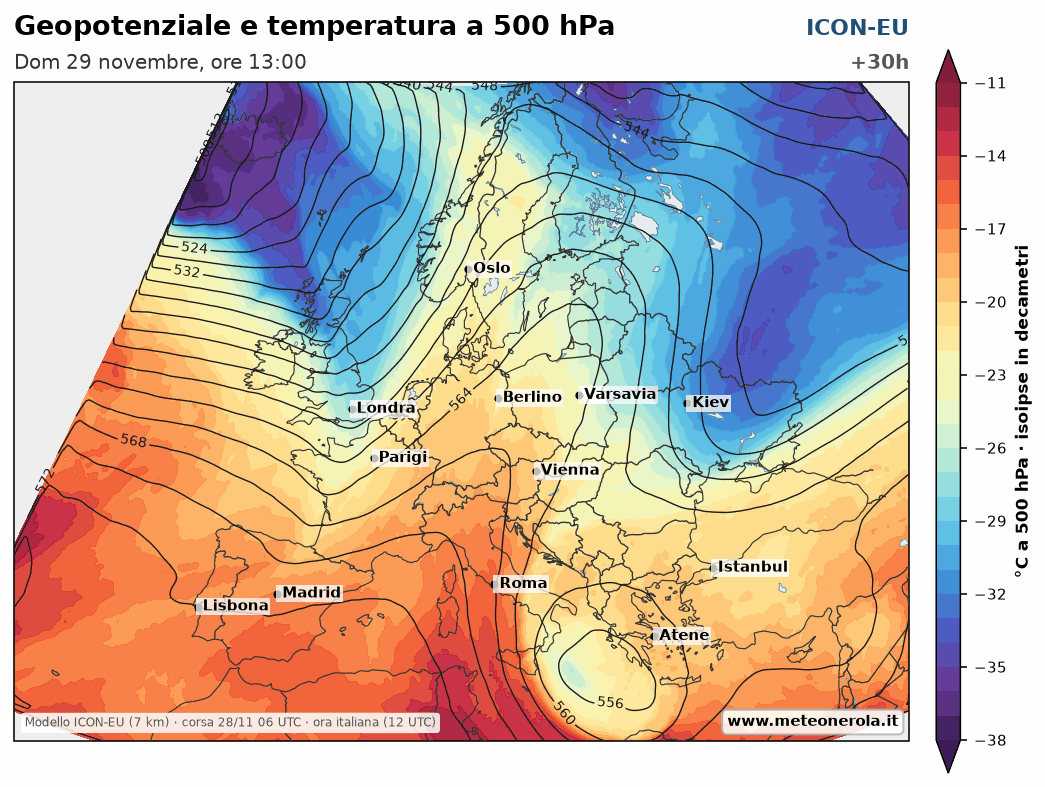 Geopotenziale e temperatura a 500 hPa
ICON-EU
Dom 29 novembre, ore 13:00
+30h
544
548
544
524
532
Oslo
564
Berlino
Varsavia
Kiev
Londra
568
Parigi
Vienna
572
Roma
Istanbul
Madrid
Lisbona
Atene
556
560
Modello ICON-EU (7 km) · corsa 28/11 06 UTC · ora italiana (12 UTC)
www.meteonerola.it
−11
−14
−17
−20
−23
−26
−29
−32
−35
−38
°C a 500 hPa · isoipse in decametri